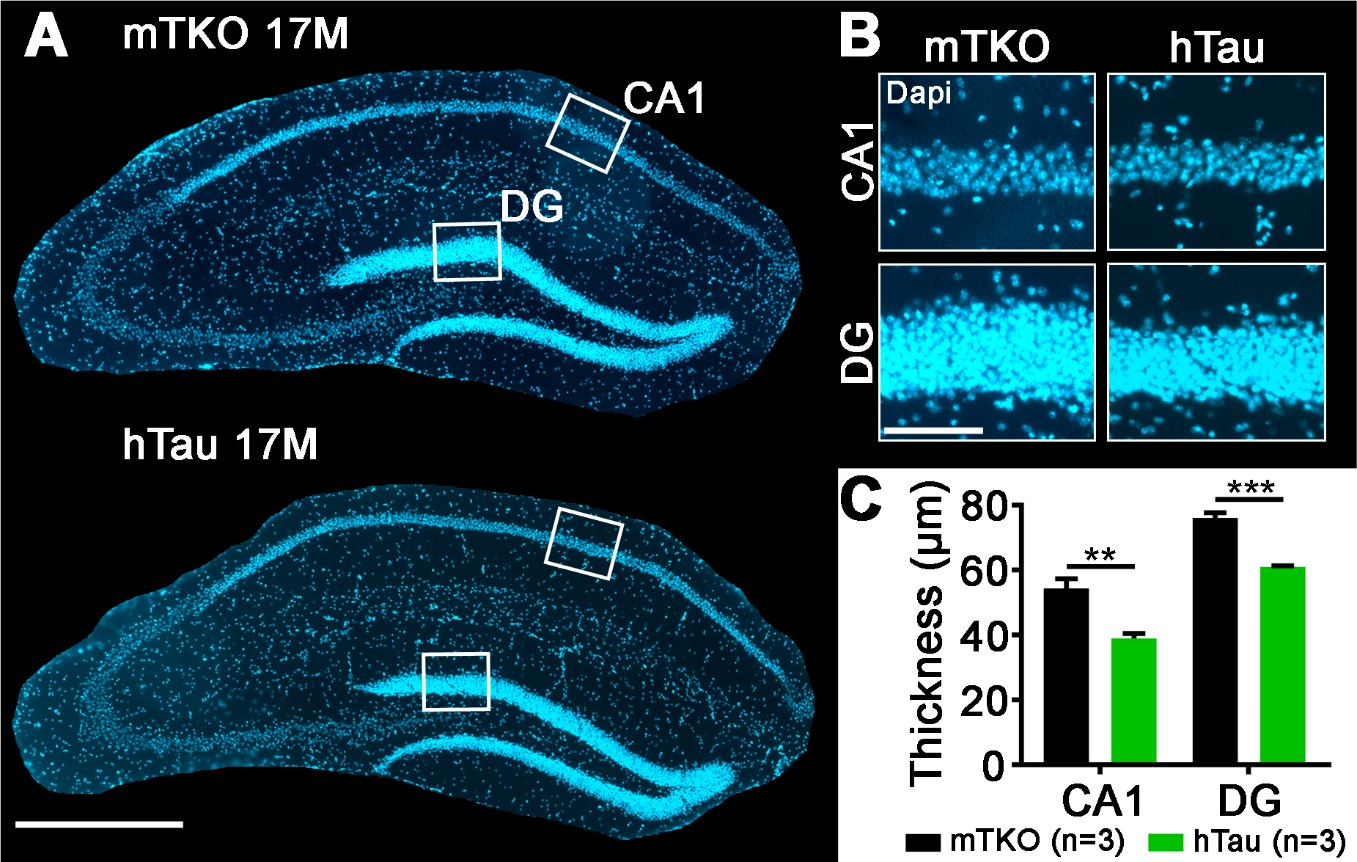 A
mTKO 17M
CA1
DG
hTau 17M
B
mTKO
hTau
Dapi
CA1
DG
C
Thickness (µm)
80
60
40
20
0
**
***
CA1
DG
mTKO (n=3)
hTau (n=3)